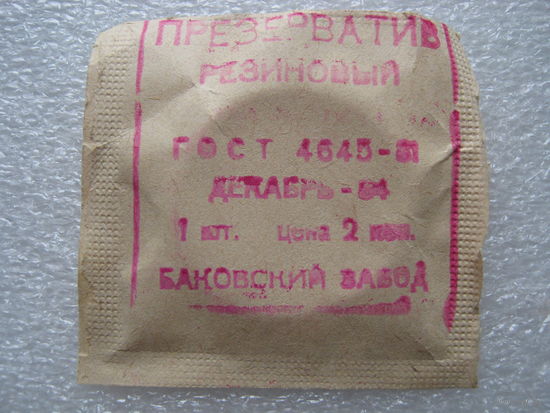 ПРЕЗЕРВАТИВ
РЕЗИНОВЫЙ
ГОСТ 4645-81
ДЕКАБРЬ-84
1 шт. цена 2 коп.
БАКОВСКИЙ ЗАВОД